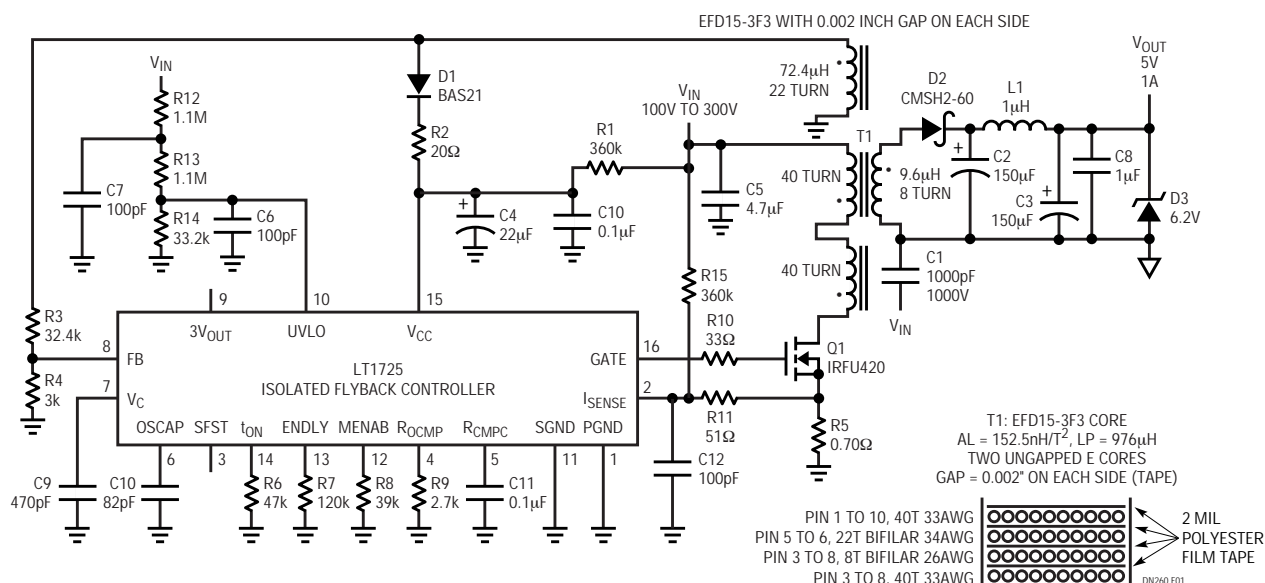 EFD15-3F3 WITH 0.002 INCH GAP ON EACH SIDE
VIN
R12
1.1M
R13
1.1M
C7
100pF
R14
33.2k
C6
100pF
D1
BAS21
R2
20Ω
R1
360k
C4
22µF
C10
0.1µF
VIN
100V TO 300V
72.4µH
22 TURN
T1
C5
4.7µF
40 TURN
40 TURN
9.6µH
8 TURN
D2
CMSH2-60
L1
1µH
VOUT
5V
1A
C2
150µF
C3
150µF
C8
1µF
D3
6.2V
C1
1000pF
1000V
VIN
R15
360k
R3
32.4k
R4
3k
9
10
15
3VOUT
UVLO
VCC
8
FB
7
VC
LT1725
ISOLATED FLYBACK CONTROLLER
GATE
16
ISENSE
2
R10
33Ω
Q1
IRFU420
R11
51Ω
R5
0.70Ω
OSCAP
SFST
tON
ENDLY
MENAB
ROCMP
RCMPC
SGND
PGND
6
3
14
13
12
4
5
11
1
C9
470pF
C10
82pF
R6
47k
R7
120k
R8
39k
R9
2.7k
C11
0.1µF
C12
100pF
T1: EFD15-3F3 CORE
AL = 152.5nH/T2, LP = 976µH
TWO UNGAPPED E CORES
GAP = 0.002" ON EACH SIDE (TAPE)
PIN 1 TO 10, 40T 33AWG
PIN 5 TO 6, 22T BIFILAR 34AWG
PIN 3 TO 8, 8T BIFILAR 26AWG
PIN 3 TO 8, 40T 33AWG
2 MIL
POLYESTER
FILM TAPE
DN260 F01